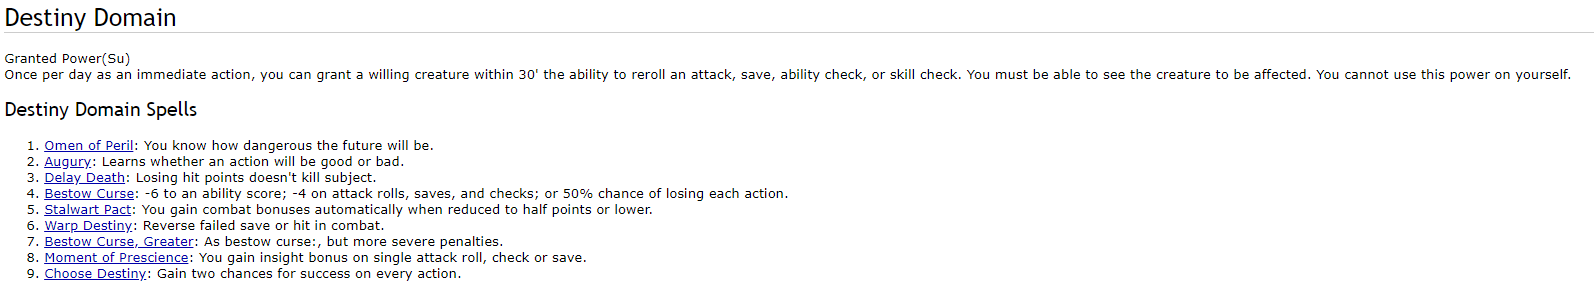 Destiny Domain
Granted Power(Su)
Once per day as an immediate action, you can grant a willing creature within 30' the ability to reroll an attack, save, ability check, or skill check. You must be able to see the creature to be affected. You cannot use this power on yourself.
Destiny Domain Spells
1. Omen of Peril: You know how dangerous the future will be.
2. Augury: Learns whether an action will be good or bad.
3. Delay Death: Losing hit points doesn't kill subject.
4. Bestow Curse: -6 to an ability score; -4 on attack rolls, saves, and checks; or 50% chance of losing each action.
5. Stalwart Pact: You gain combat bonuses automatically when reduced to half points or lower.
6. Warp Destiny: Reverse failed save or hit in combat.
7. Bestow Curse, Greater: As bestow curse:, but more severe penalties.
8. Moment of Prescience: You gain insight bonus on single attack roll, check or save.
9. Choose Destiny: Gain two chances for success on every action.